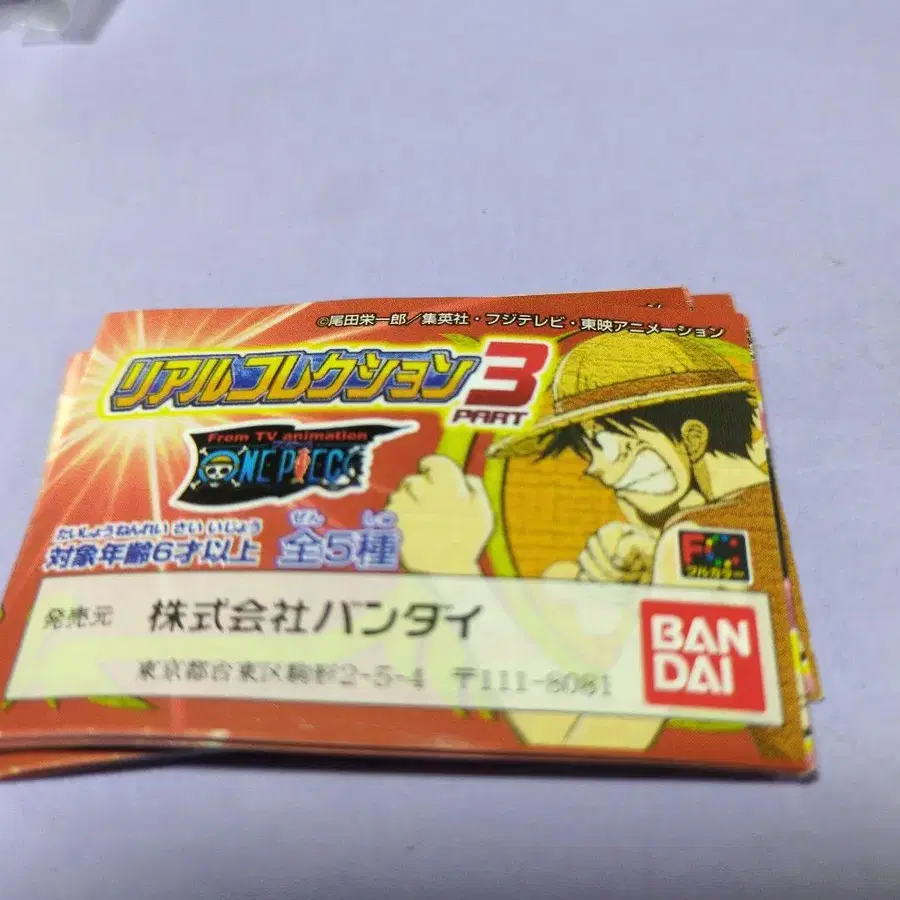 ©尾田栄一郎／集英社・フジテレビ・東映アニメーション
リアルコレクション3
PART
From TV animation
ONE PIECE
たいしょうねんれい さい いじょう
対象年齢6才以上
ぜん しゅ
全5種
フルカラー
発売元 株式会社バンダイ
東京都台東区駒形2-5-4 〒111-8081
BAN
DAI